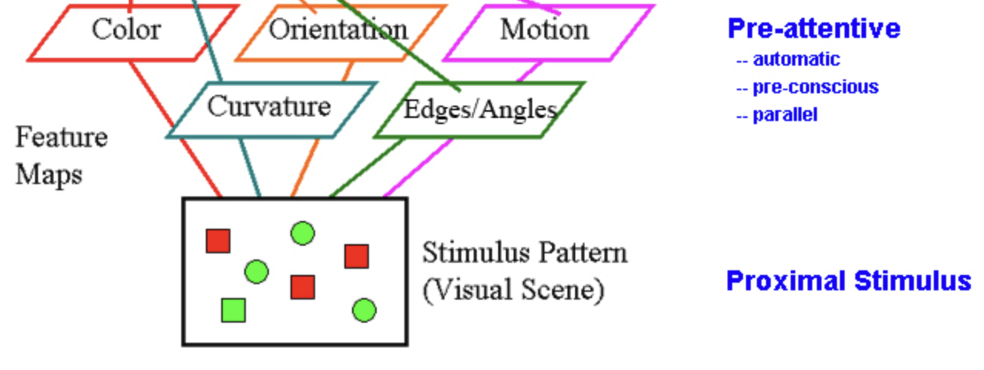 Color
Orientation
Motion
Pre-attentive
-- automatic
-- pre-conscious
-- parallel
Curvature
Edges/Angles
Feature
Maps
Stimulus Pattern
(Visual Scene)
Proximal Stimulus